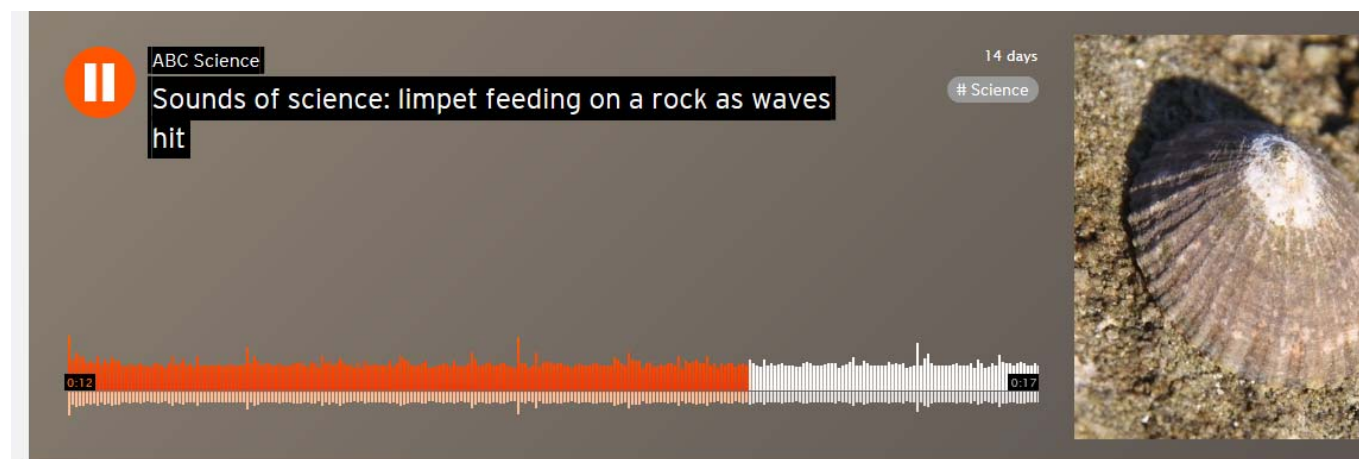 ABC Science
14 days
Sounds of science: limpet feeding on a rock as waves
hit
# Science
0:12
0:17